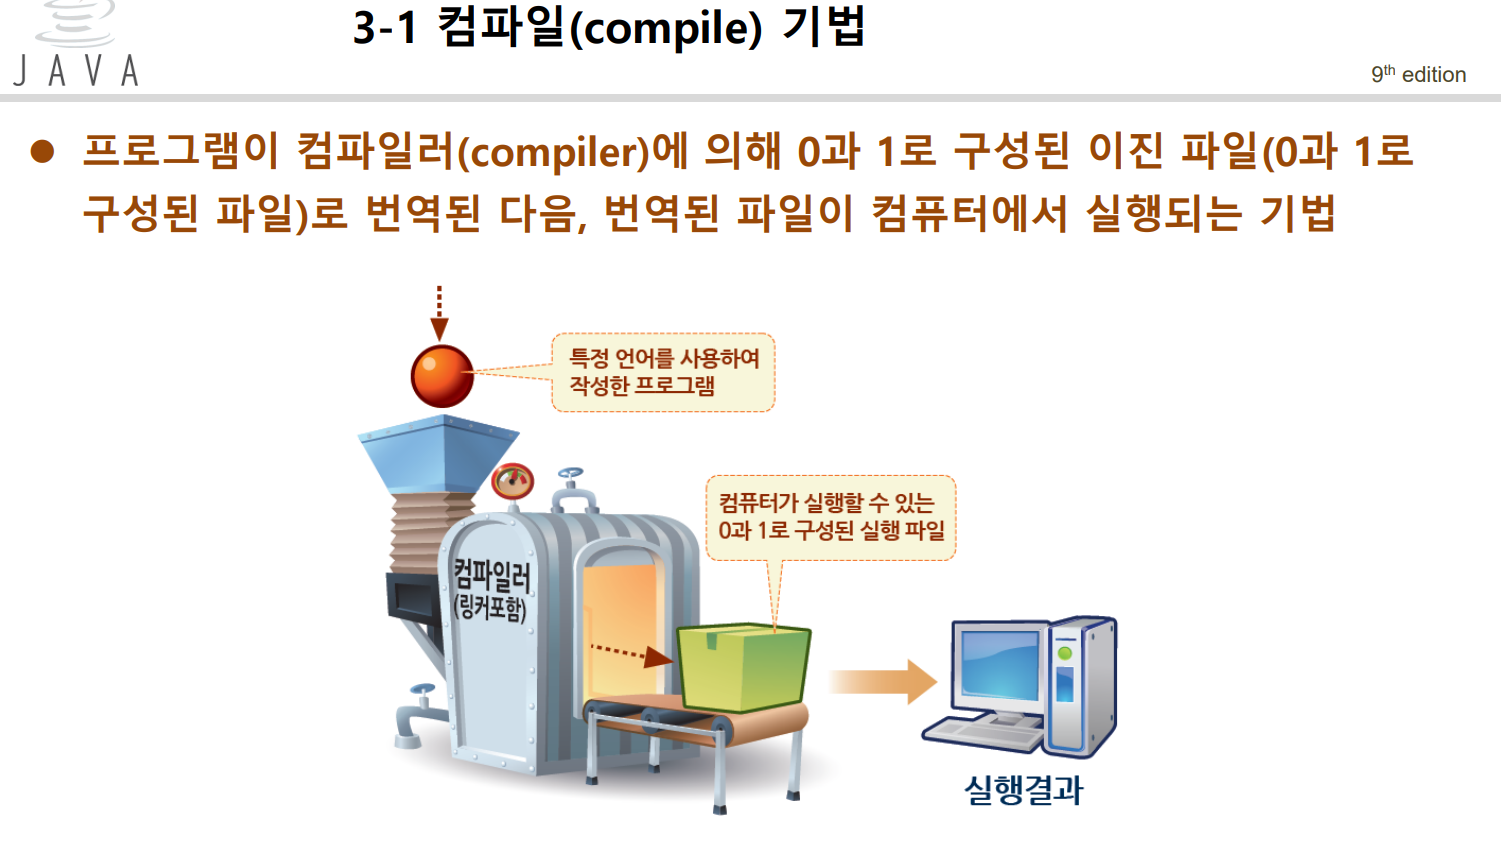 3-1 컴파일(compile) 기법
JAVA
9th edition
● 프로그램이 컴파일러(compiler)에 의해 0과 1로 구성된 이진 파일(0과 1로
구성된 파일)로 번역된 다음, 번역된 파일이 컴퓨터에서 실행되는 기법
특정 언어를 사용하여
작성한 프로그램
컴퓨터가 실행할 수 있는
0과 1로 구성된 실행 파일
컴파일러
(링커포함)
실행결과